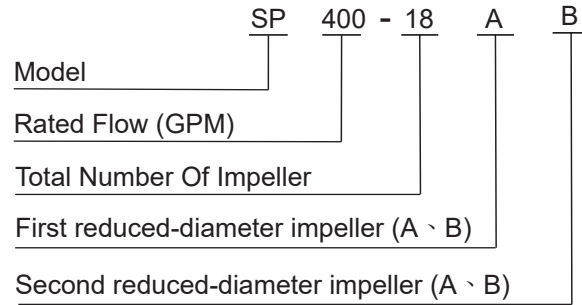 SP 400 - 18 A B
Model
Rated Flow (GPM)
Total Number Of Impeller
First reduced-diameter impeller (A、B)
Second reduced-diameter impeller (A、B)